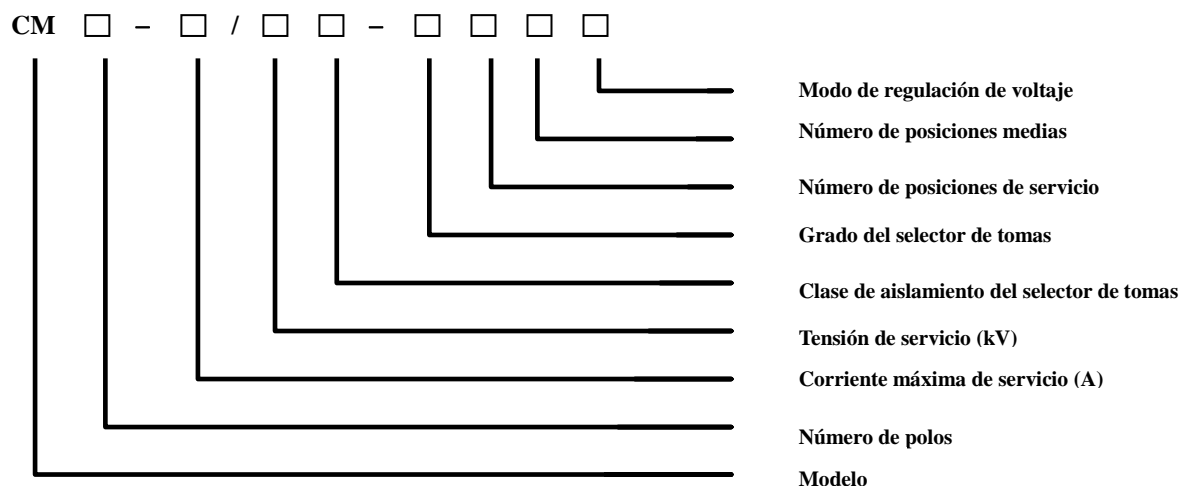 CM □ – □ / □ □ – □ □ □ □
Modo de regulación de voltaje
Número de posiciones medias
Número de posiciones de servicio
Grado del selector de tomas
Clase de aislamiento del selector de tomas
Tensión de servicio (kV)
Corriente máxima de servicio (A)
Número de polos
Modelo